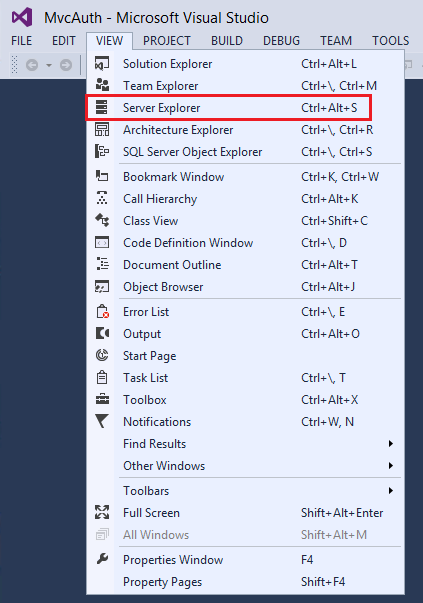 MvcAuth - Microsoft Visual Studio
FILE EDIT VIEW PROJECT BUILD DEBUG TEAM TOOLS
Solution Explorer Ctrl+Alt+L
Team Explorer Ctrl+\, Ctrl+M
Server Explorer Ctrl+Alt+S
Architecture Explorer Ctrl+\, Ctrl+R
SQL Server Object Explorer Ctrl+\, Ctrl+S
Bookmark Window Ctrl+K, Ctrl+W
Call Hierarchy Ctrl+Alt+K
Class View Ctrl+Shift+C
Code Definition Window Ctrl+\, D
Document Outline Ctrl+Alt+T
Object Browser Ctrl+Alt+J
Error List Ctrl+\, E
Output Ctrl+Alt+O
Start Page
Task List Ctrl+\, T
Toolbox Ctrl+Alt+X
Notifications Ctrl+W, N
Find Results
Other Windows
Toolbars
Full Screen Shift+Alt+Enter
All Windows Shift+Alt+M
Properties Window F4
Property Pages Shift+F4